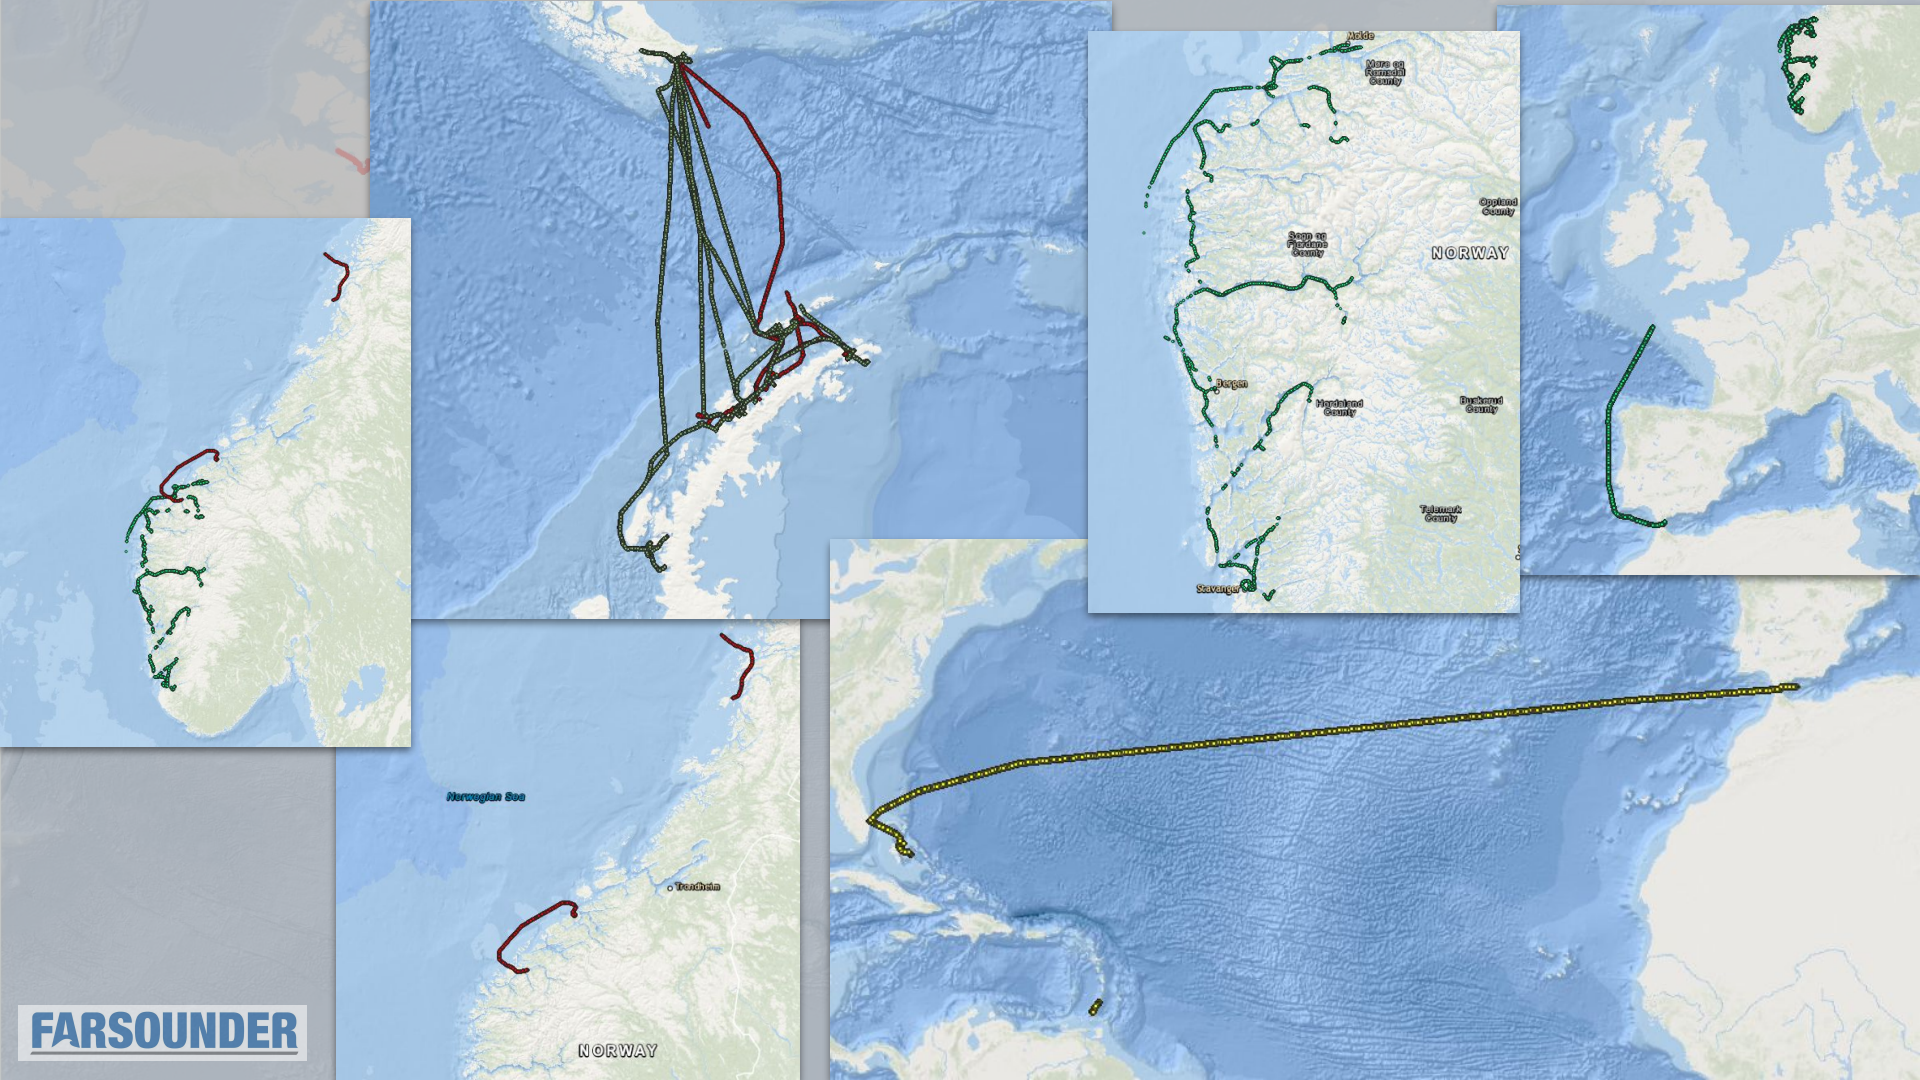 Molde
Møre og
Romsdal
County
Oppland
County
Sogn og
Fjordane
County
NORWAY
Bergen
Hordaland
County
Buskerud
County
Telemark
County
Stavanger
Norwegian Sea
Trondheim
NORWAY
FARSOUNDER